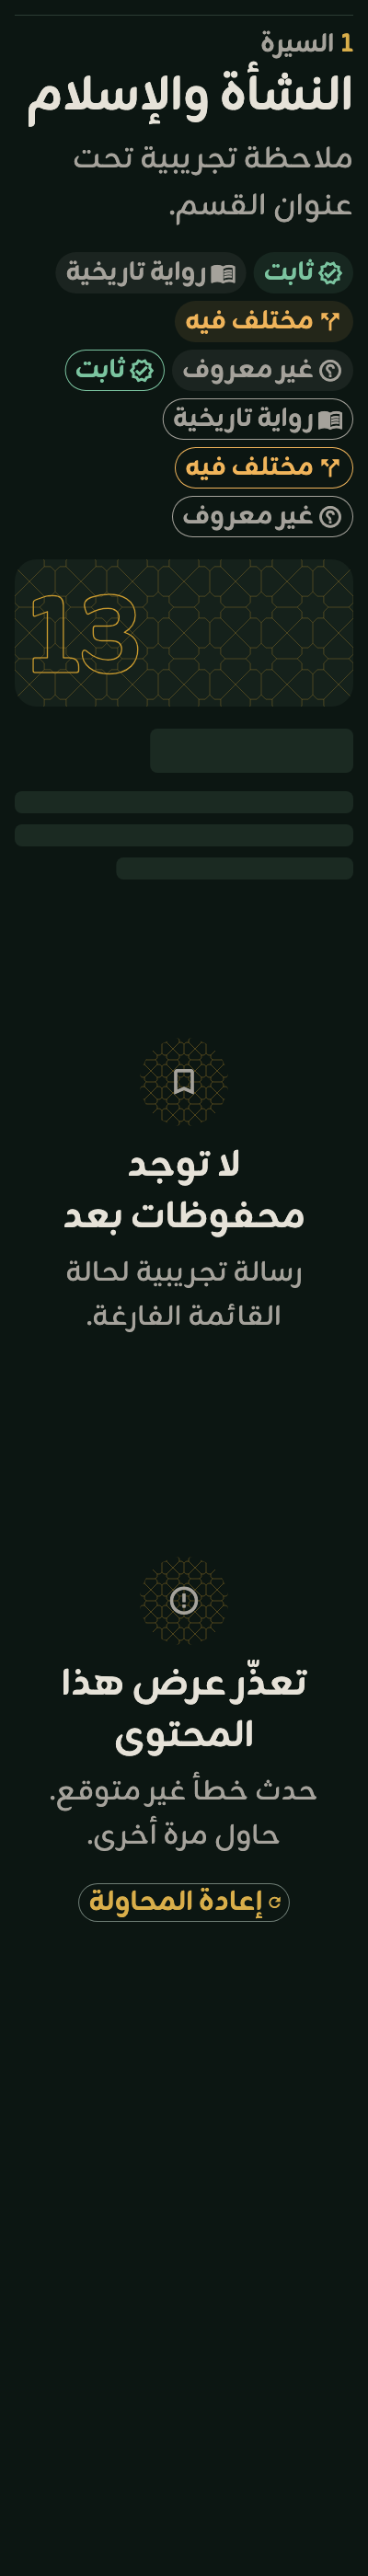 1 السيرة
النشأة والإسلام
ملاحظة تجريبية تحت
عنوان القسم.
ثابت رواية تاريخية
مختلف فيه
غير معروف ثابت
رواية تاريخية
مختلف فيه
غير معروف
13
لا توجد
محفوظات بعد
رسالة تجريبية لحالة
القائمة الفارغة.
تعذّر عرض هذا
المحتوى
حدث خطأ غير متوقع.
حاول مرة أخرى.
إعادة المحاولة